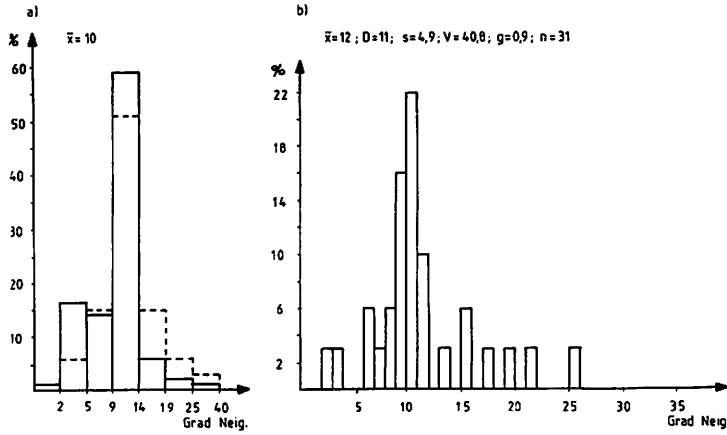 a)
%
x̄=10
60
50
40
30
20
10
2 5 9 14 19 25 40
Grad Neig.
b)
x̄=12 ; D=11; s=4,9; V=40,8; g=0,9; n=31
%
22
18
14
10
6
2
5 10 15 20 25 30 35
Grad Neig